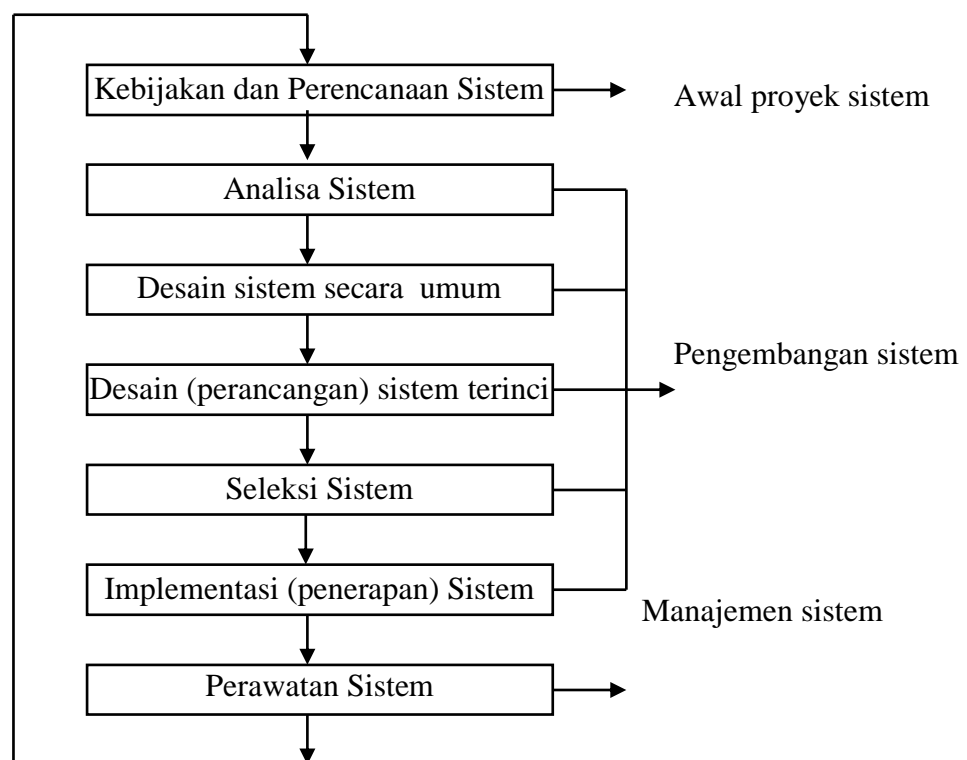 Kebijakan dan Perencanaan Sistem
Awal proyek sistem
Analisa Sistem
Desain sistem secara  umum
Pengembangan sistem
Desain (perancangan) sistem terinci
Seleksi Sistem
Implementasi (penerapan) Sistem
Manajemen sistem
Perawatan Sistem